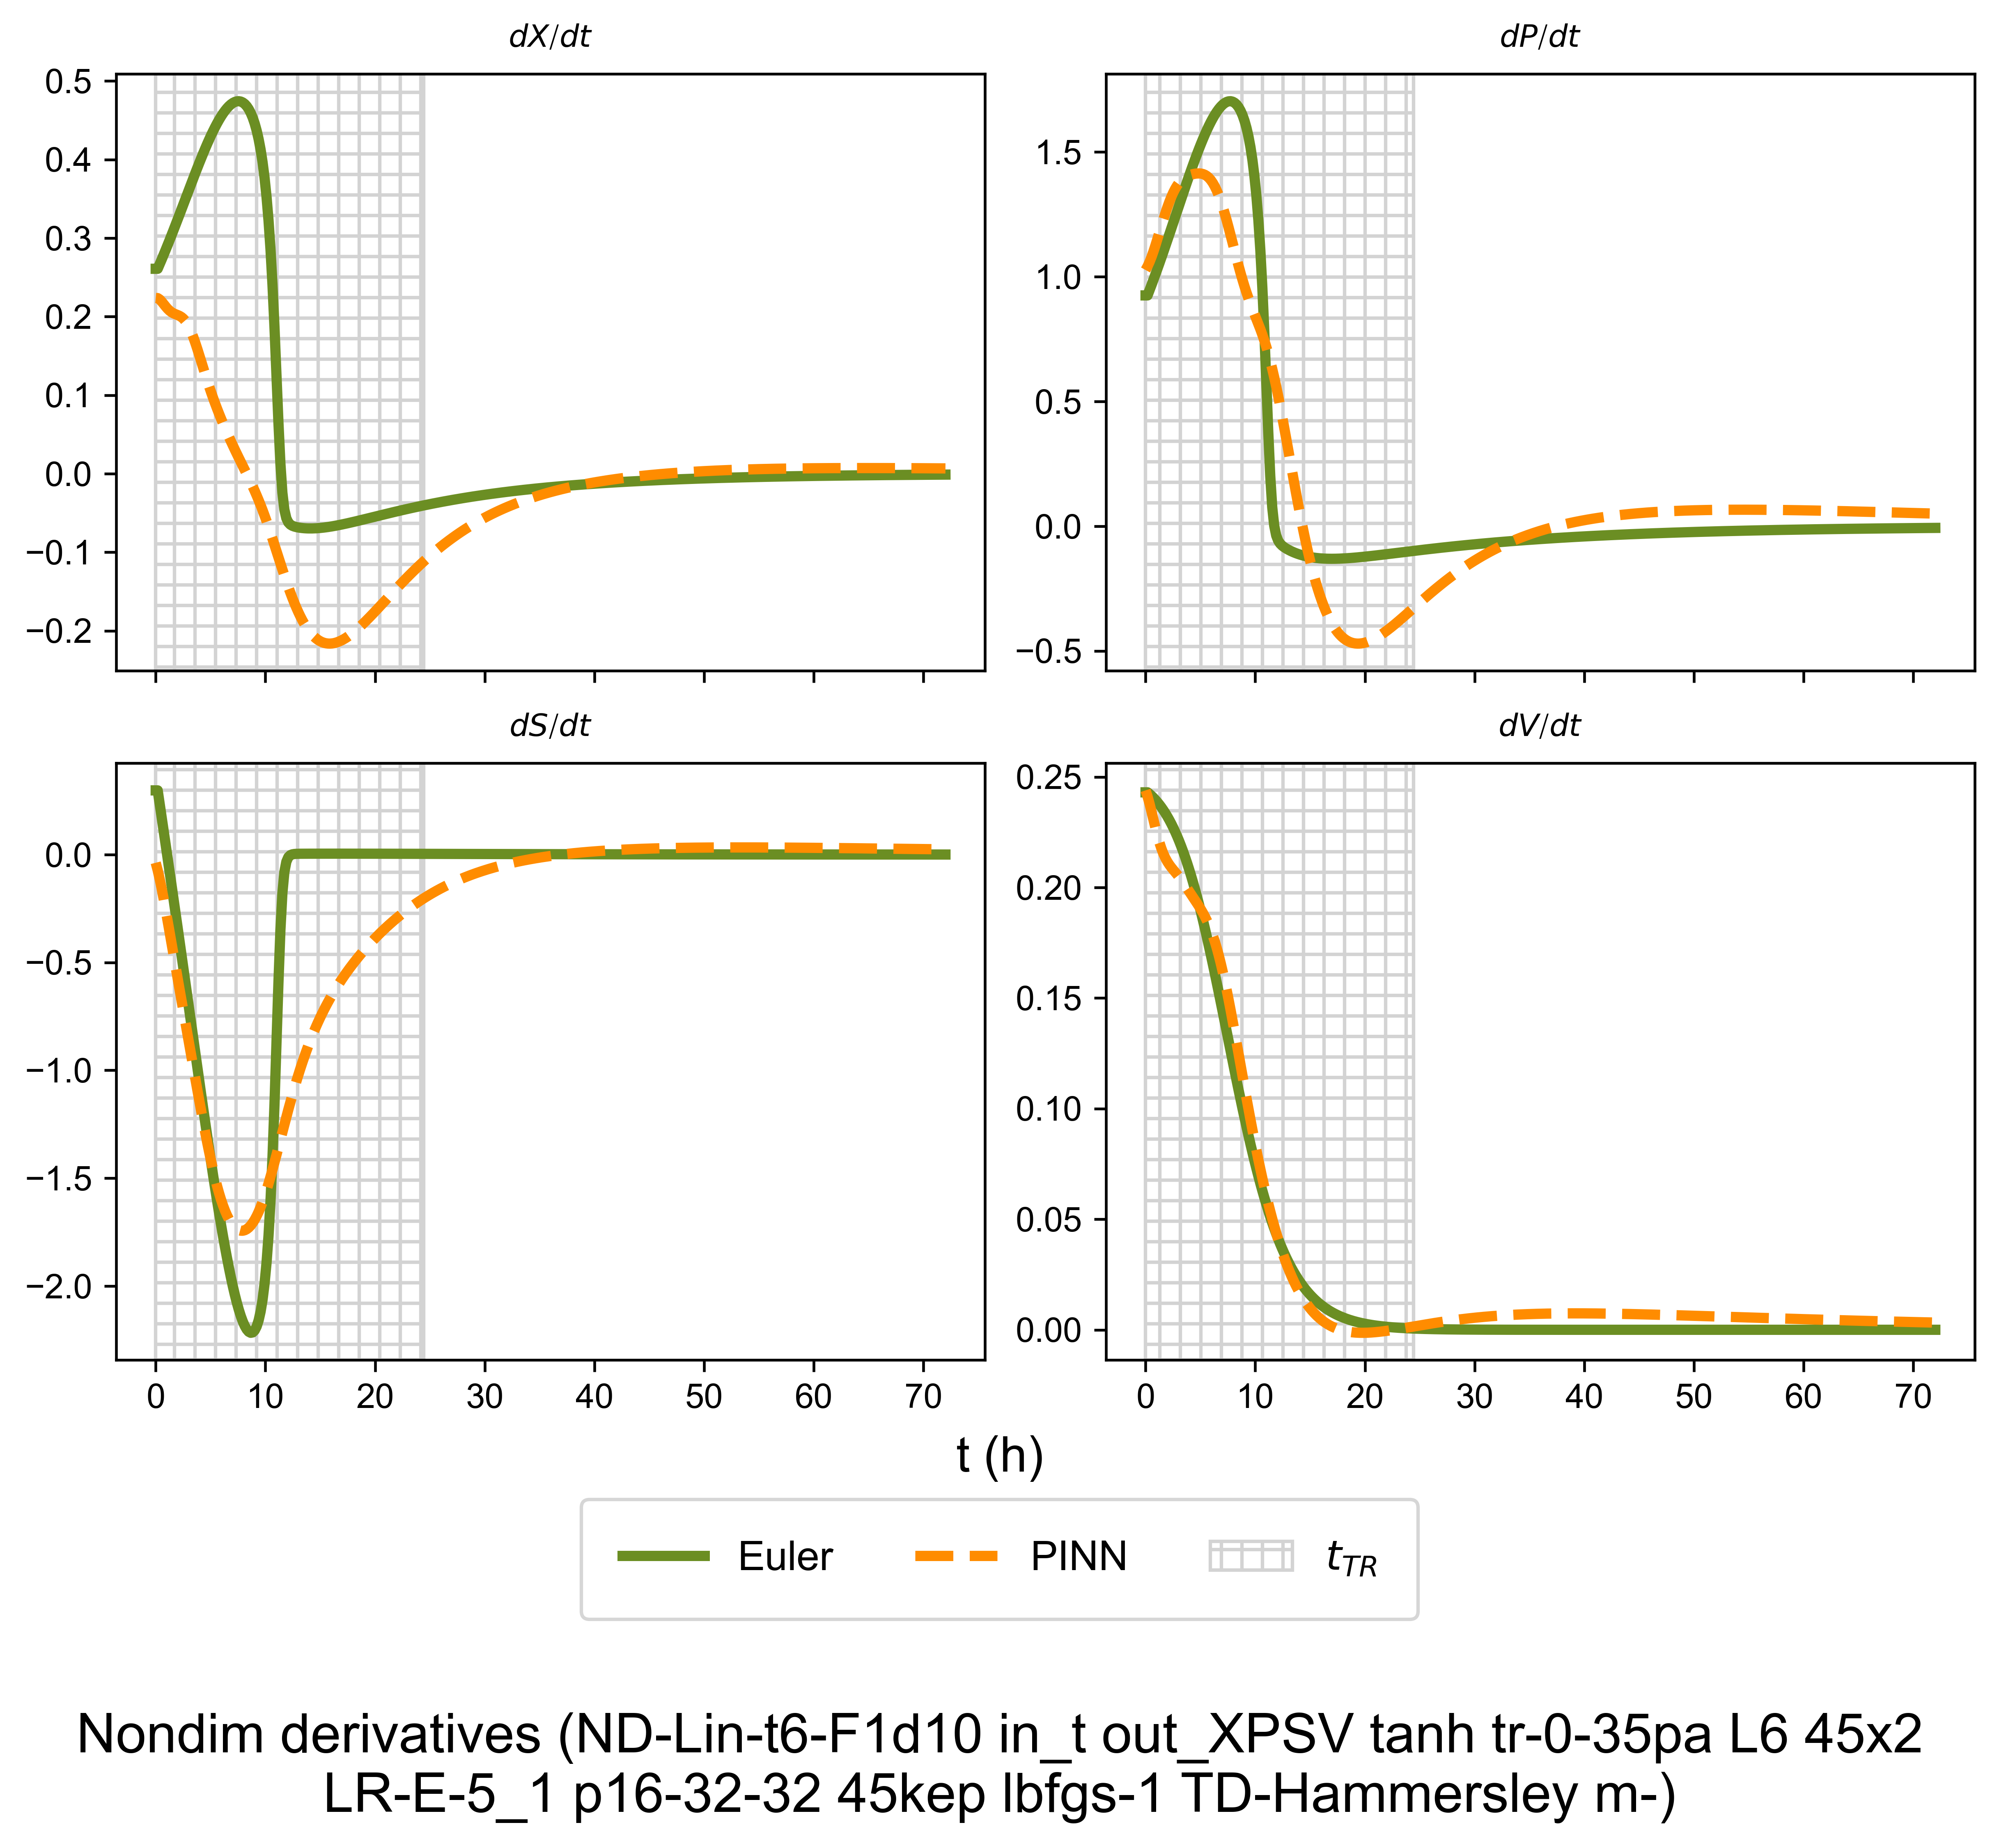 dX/dt
dP/dt
0.5
0.4
0.3
0.2
0.1
0.0
−0.1
−0.2
1.5
1.0
0.5
0.0
−0.5
dS/dt
dV/dt
0.0
−0.5
−1.0
−1.5
−2.0
0.25
0.20
0.15
0.10
0.05
0.00
0 10 20 30 40 50 60 70
0 10 20 30 40 50 60 70
t (h)
Euler PINN t_{TR}
Nondim derivatives (ND-Lin-t6-F1d10 in_t out_XPSV tanh tr-0-35pa L6 45x2
LR-E-5_1 p16-32-32 45kep lbfgs-1 TD-Hammersley m-)